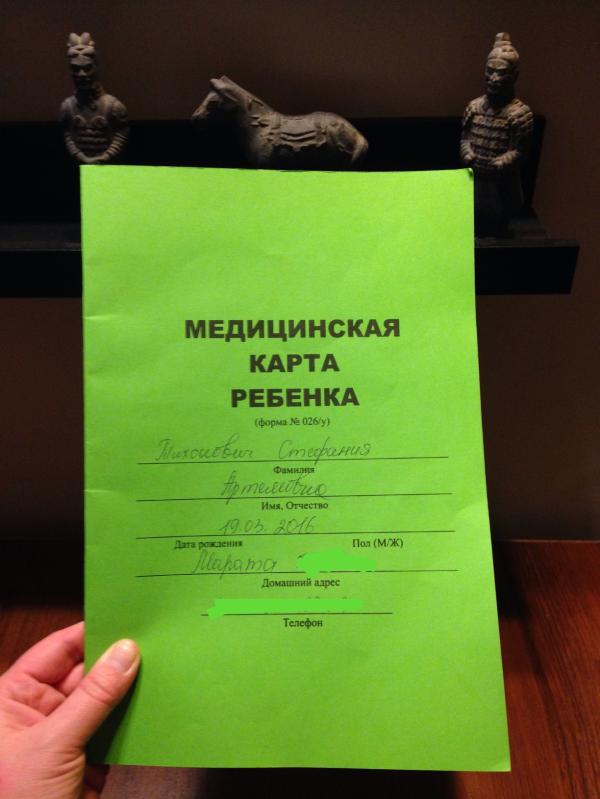 МЕДИЦИНСКАЯ
КАРТА
РЕБЕНКА
(форма № 026/у)
Стефания
Фамилия
Артемовна
Имя, Отчество
19.03.2016
Дата рождения Пол (М/Ж)
Марата
Домашний адрес
Телефон